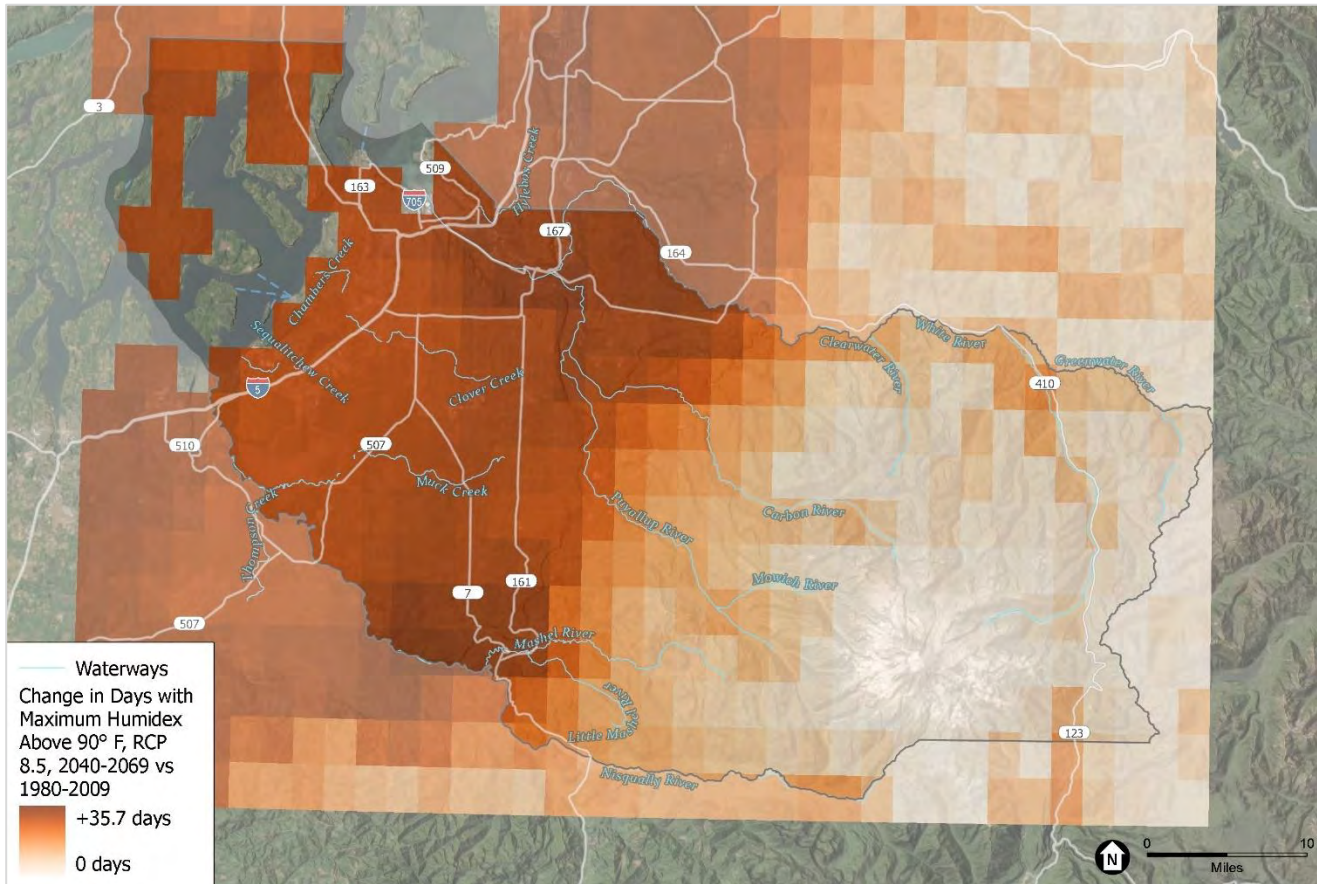 3
163
509
705
Hylebox Creek
167
164
Chambers Creek
Sequalitchew Creek
5
Clover Creek
Clearwater River
White River
Greenwater River
410
510
507
Muck Creek
Thompson Creek
Puyallup River
Carbon River
Mowich River
161
7
507
Mashel River
Little Mashel River
Nisqually River
123
Waterways
Change in Days with
Maximum Humidex
Above 90° F, RCP
8.5, 2040-2069 vs
1980-2009
+35.7 days
0 days
N
0 10
Miles